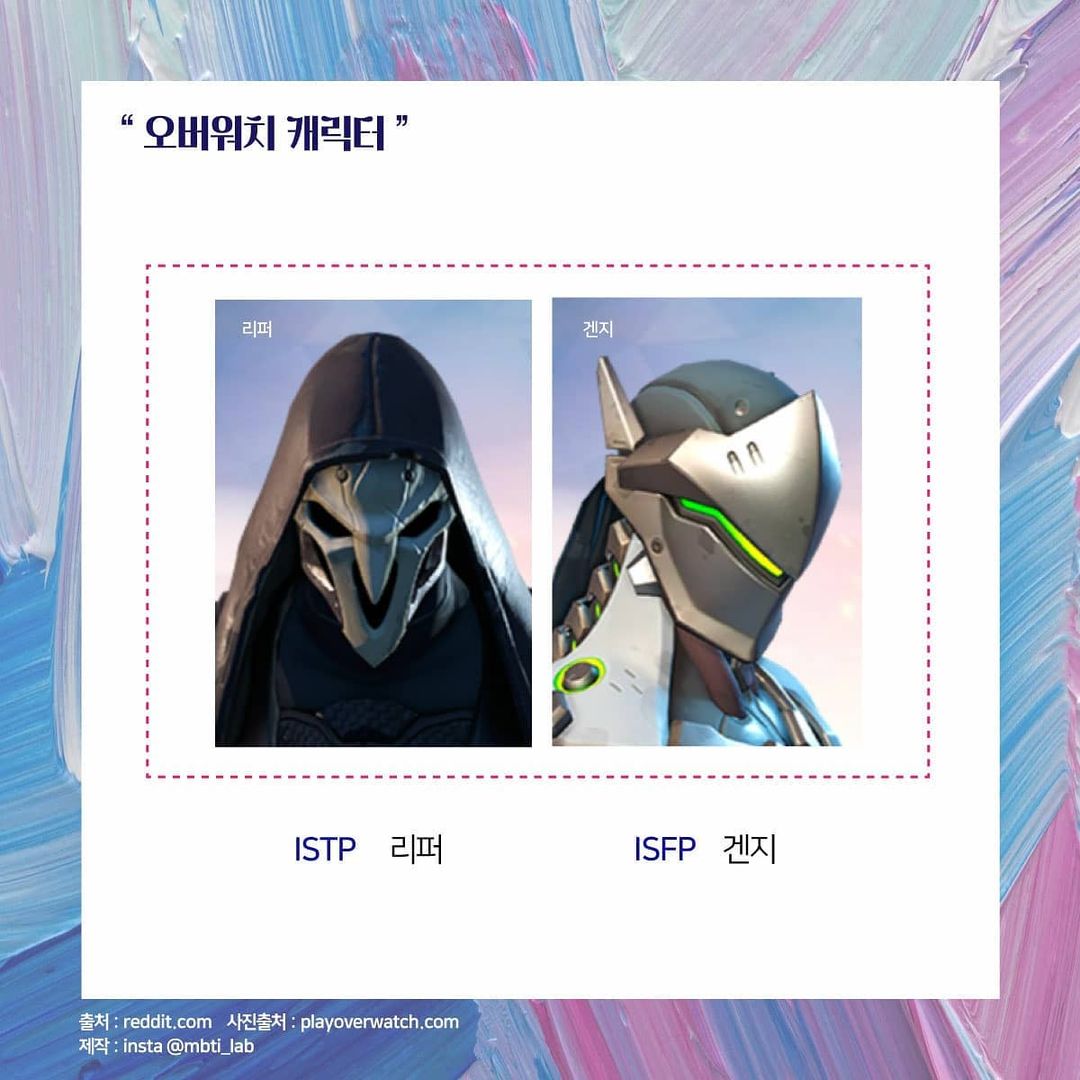 “ 오버워치 캐릭터 ”
리퍼
겐지
ISTP 리퍼
ISFP 겐지
출처 : reddit.com 사진출처 : playoverwatch.com
제작 : insta @mbti_lab